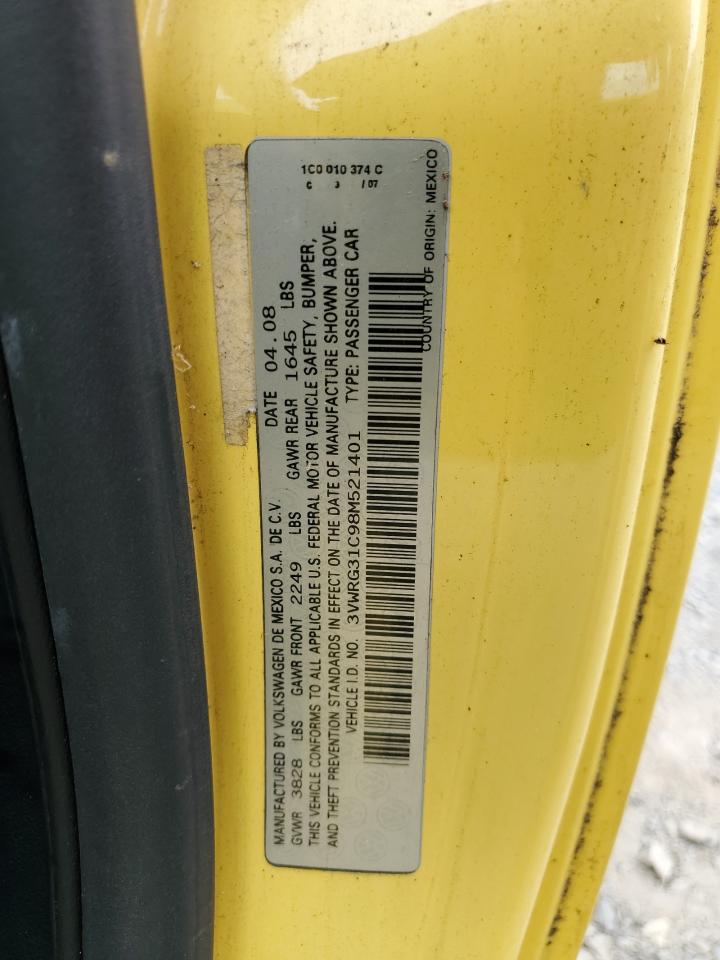 1C0 010 374 C
C 3 /07
MANUFACTURED BY VOLKSWAGEN DE MEXICO S.A. DE C.V. DATE 04.08
GVWR 3828 LBS GAWR FRONT 2249 LBS GAWR REAR 1645 LBS
THIS VEHICLE CONFORMS TO ALL APPLICABLE U.S. FEDERAL MOTOR VEHICLE SAFETY, BUMPER,
AND THEFT PREVENTION STANDARDS IN EFFECT ON THE DATE OF MANUFACTURE SHOWN ABOVE.
VEHICLE I.D. NO. 3VWRG31C98M521401 TYPE: PASSENGER CAR
COUNTRY OF ORIGIN: MEXICO